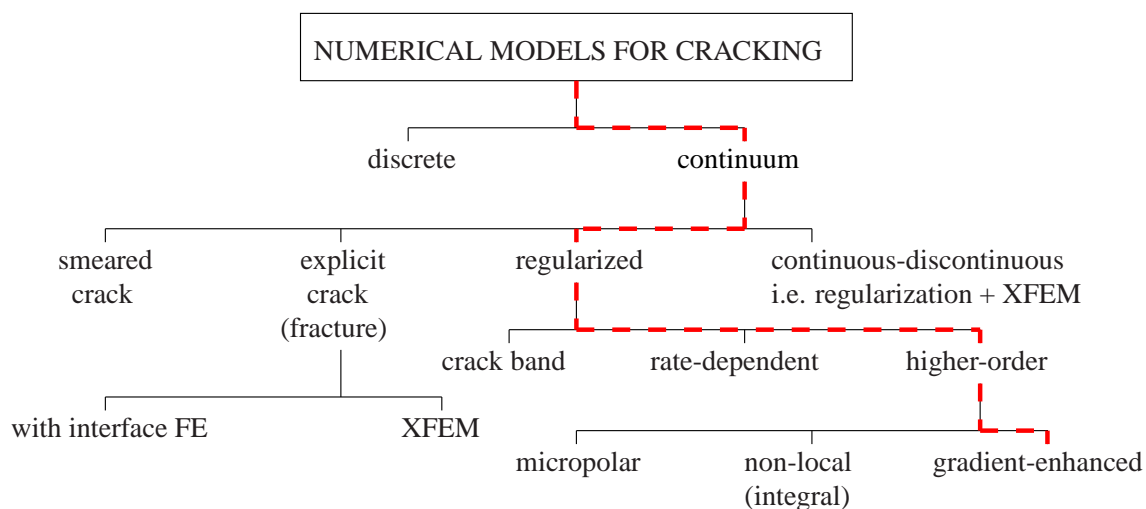 NUMERICAL MODELS FOR CRACKING
discrete
continuum
smeared
crack
explicit
crack
(fracture)
regularized
continuous-discontinuous
i.e. regularization + XFEM
crack band
rate-dependent
higher-order
with interface FE
XFEM
micropolar
non-local
(integral)
gradient-enhanced